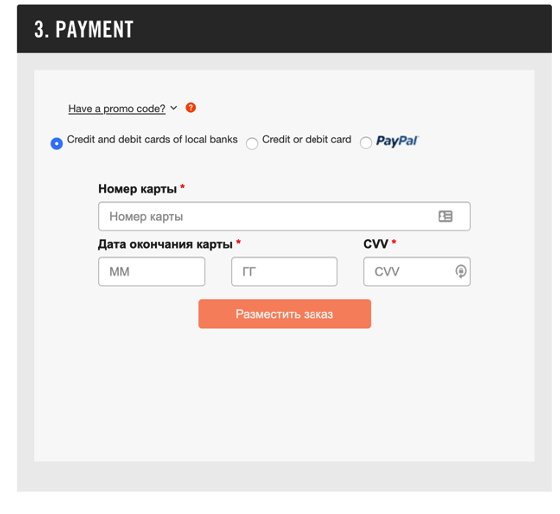 3. PAYMENT
Have a promo code? ?
Credit and debit cards of local banks Credit or debit card PayPal
Номер карты *
Номер карты
Дата окончания карты * CVV *
ММ ГГ CVV
Разместить заказ